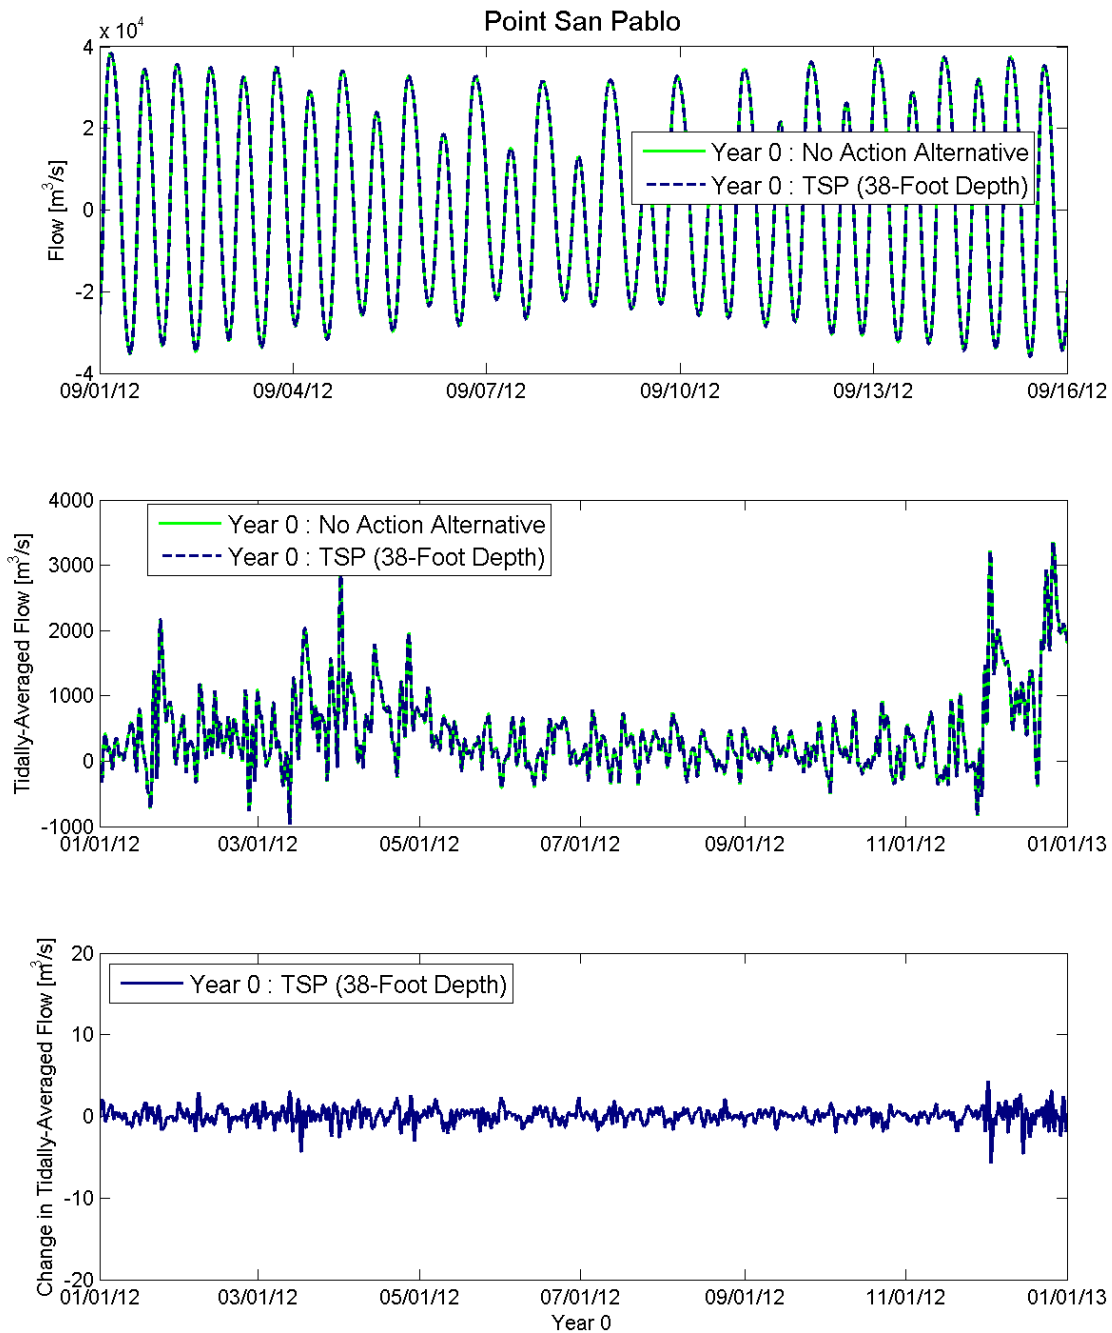 Point San Pablo
x 10⁴
4
2
0
-2
-4
Flow [m³/s]
Year 0 : No Action Alternative
Year 0 : TSP (38-Foot Depth)
09/01/12 09/04/12 09/07/12 09/10/12 09/13/12 09/16/12
4000
3000
2000
1000
0
-1000
Tidally-Averaged Flow [m³/s]
Year 0 : No Action Alternative
Year 0 : TSP (38-Foot Depth)
01/01/12 03/01/12 05/01/12 07/01/12 09/01/12 11/01/12 01/01/13
20
10
0
-10
-20
Change in Tidally-Averaged Flow [m³/s]
Year 0 : TSP (38-Foot Depth)
01/01/12 03/01/12 05/01/12 07/01/12 09/01/12 11/01/12 01/01/13
Year 0